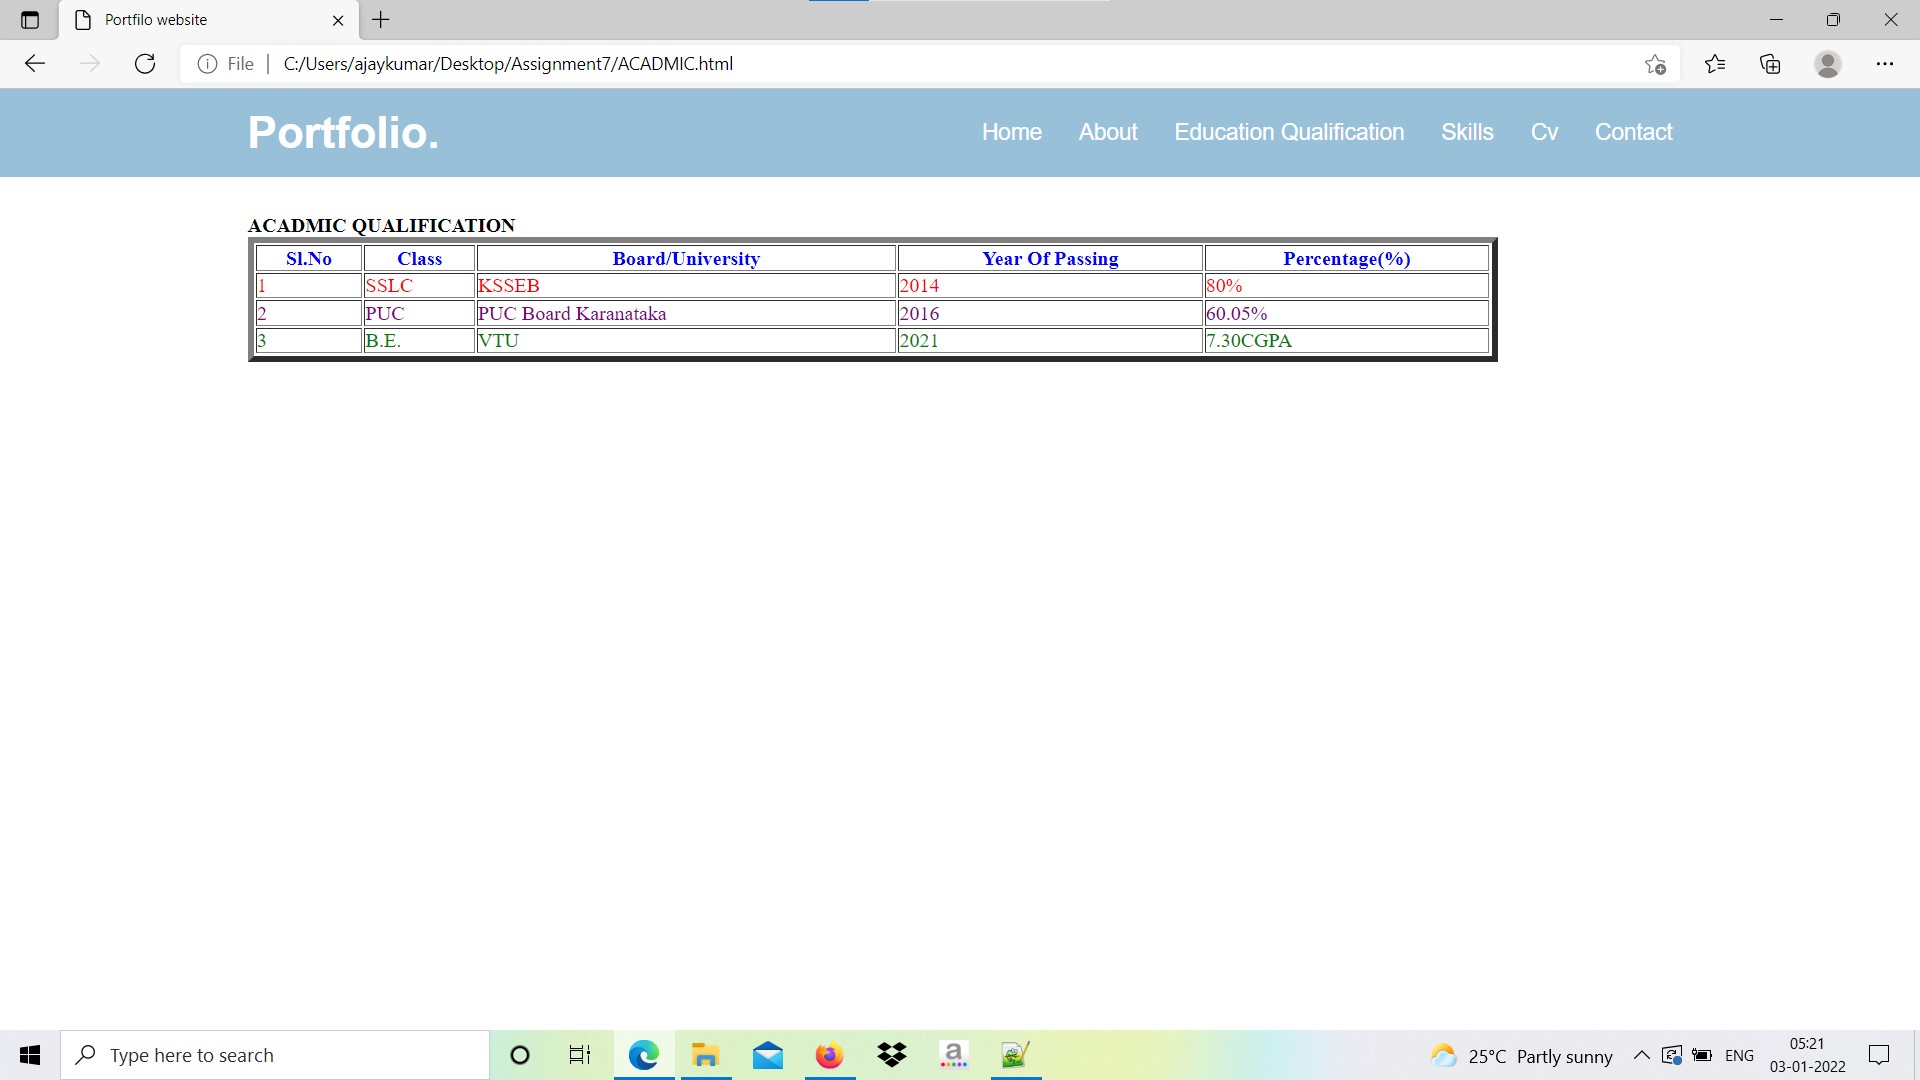 Portfilo website
File | C:/Users/ajaykumar/Desktop/Assignment7/ACADMIC.html
Portfolio. Home About Education Qualification Skills Cv Contact
ACADMIC QUALIFICATION
Sl.No Class Board/University Year Of Passing Percentage(%)
1 SSLC KSSEB 2014 80%
2 PUC PUC Board Karanataka 2016 60.05%
3 B.E. VTU 2021 7.30CGPA
Type here to search a 25°C Partly sunny ENG 05:21
03-01-2022